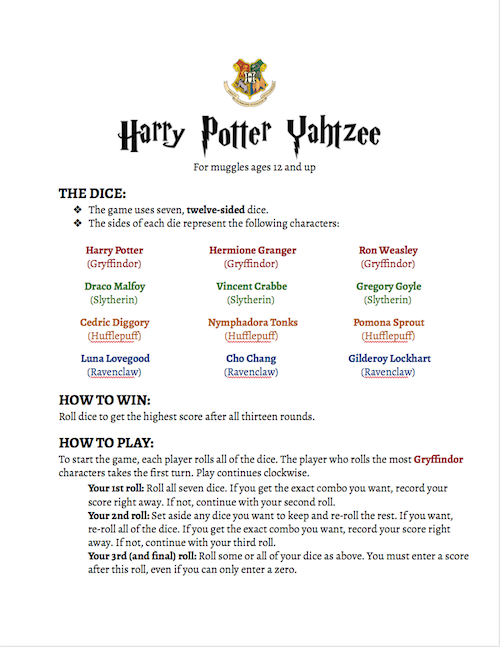 Harry Potter Yahtzee
For muggles ages 12 and up
THE DICE:
❖ The game uses seven, twelve-sided dice.
❖ The sides of each die represent the following characters:
Harry Potter Hermione Granger Ron Weasley
(Gryffindor) (Gryffindor) (Gryffindor)
Draco Malfoy Vincent Crabbe Gregory Goyle
(Slytherin) (Slytherin) (Slytherin)
Cedric Diggory Nymphadora Tonks Pomona Sprout
(Hufflepuff) (Hufflepuff) (Hufflepuff)
Luna Lovegood Cho Chang Gilderoy Lockhart
(Ravenclaw) (Ravenclaw) (Ravenclaw)
HOW TO WIN:
Roll dice to get the highest score after all thirteen rounds.
HOW TO PLAY:
To start the game, each player rolls all of the dice. The player who rolls the most Gryffindor
characters takes the first turn. Play continues clockwise.
Your 1st roll: Roll all seven dice. If you get the exact combo you want, record your
score right away. If not, continue with your second roll.
Your 2nd roll: Set aside any dice you want to keep and re-roll the rest. If you want,
re-roll all of the dice. If you get the exact combo you want, record your score right
away. If not, continue with your third roll.
Your 3rd (and final) roll: Roll some or all of your dice as above. You must enter a score
after this roll, even if you can only enter a zero.